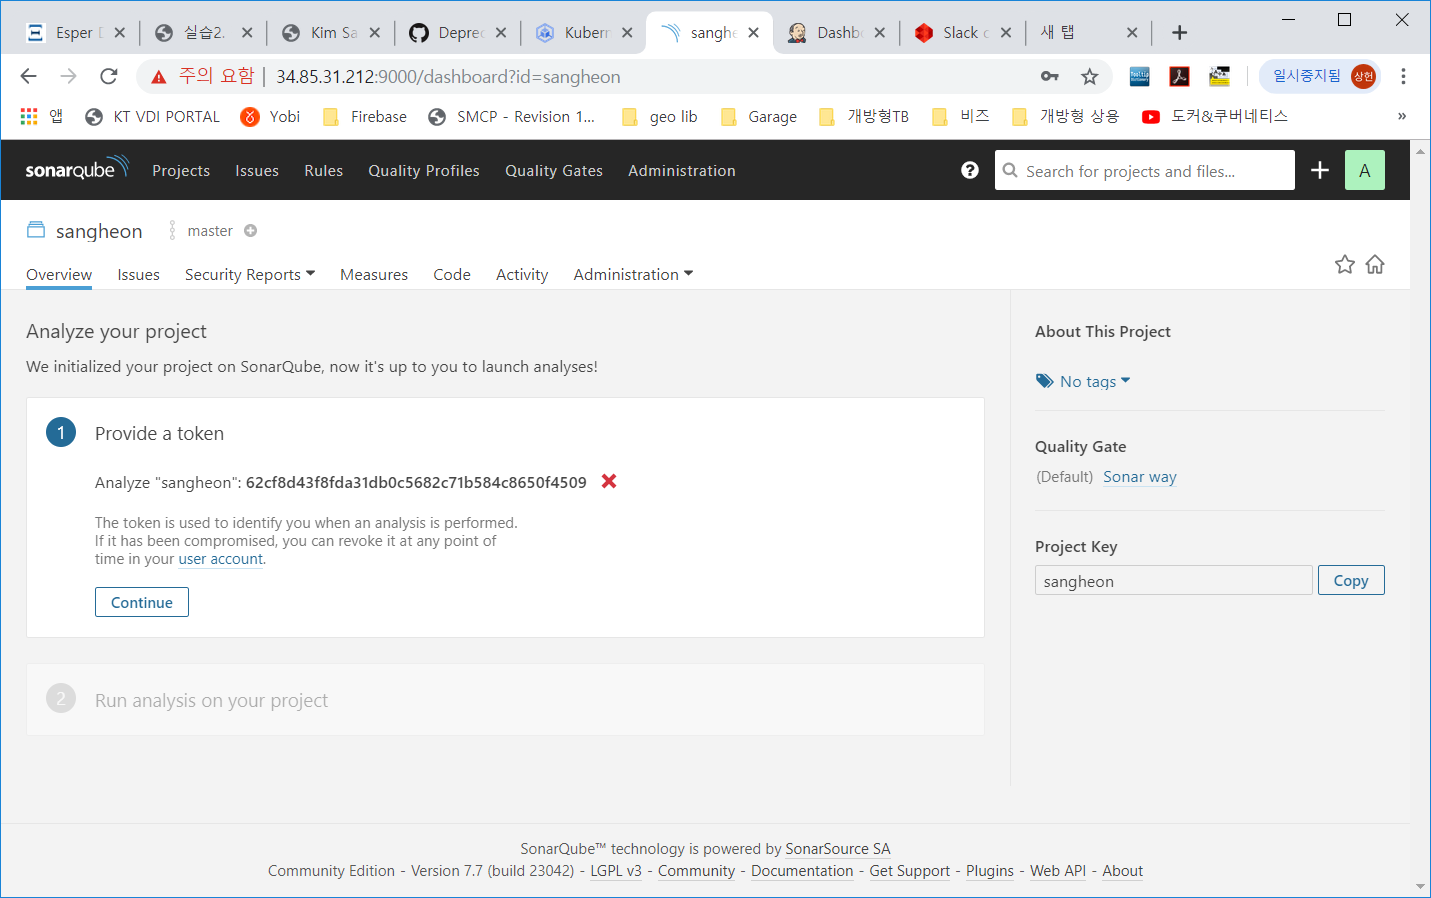 Esper D
실습2.
Kim Sa
Deprec
Kubern
sanghe
Dashbo
Slack c
새 탭
주의 요함 | 34.85.31.212:9000/dashboard?id=sangheon
일시중지됨 상헌
앱 KT VDI PORTAL Yobi Firebase SMCP - Revision 1... geo lib Garage 개방형TB 비즈 개방형 상용 도커&쿠버네티스 »
sonarqube Projects Issues Rules Quality Profiles Quality Gates Administration Search for projects and files... A
sangheon master
Overview Issues Security Reports Measures Code Activity Administration
Analyze your project
We initialized your project on SonarQube, now it's up to you to launch analyses!
1 Provide a token
Analyze "sangheon": 62cf8d43f8fda31db0c5682c71b584c8650f4509
The token is used to identify you when an analysis is performed.
If it has been compromised, you can revoke it at any point of
time in your user account.
Continue
2 Run analysis on your project
About This Project
No tags
Quality Gate
(Default) Sonar way
Project Key
sangheon Copy
SonarQube™ technology is powered by SonarSource SA
Community Edition - Version 7.7 (build 23042) - LGPL v3 - Community - Documentation - Get Support - Plugins - Web API - About